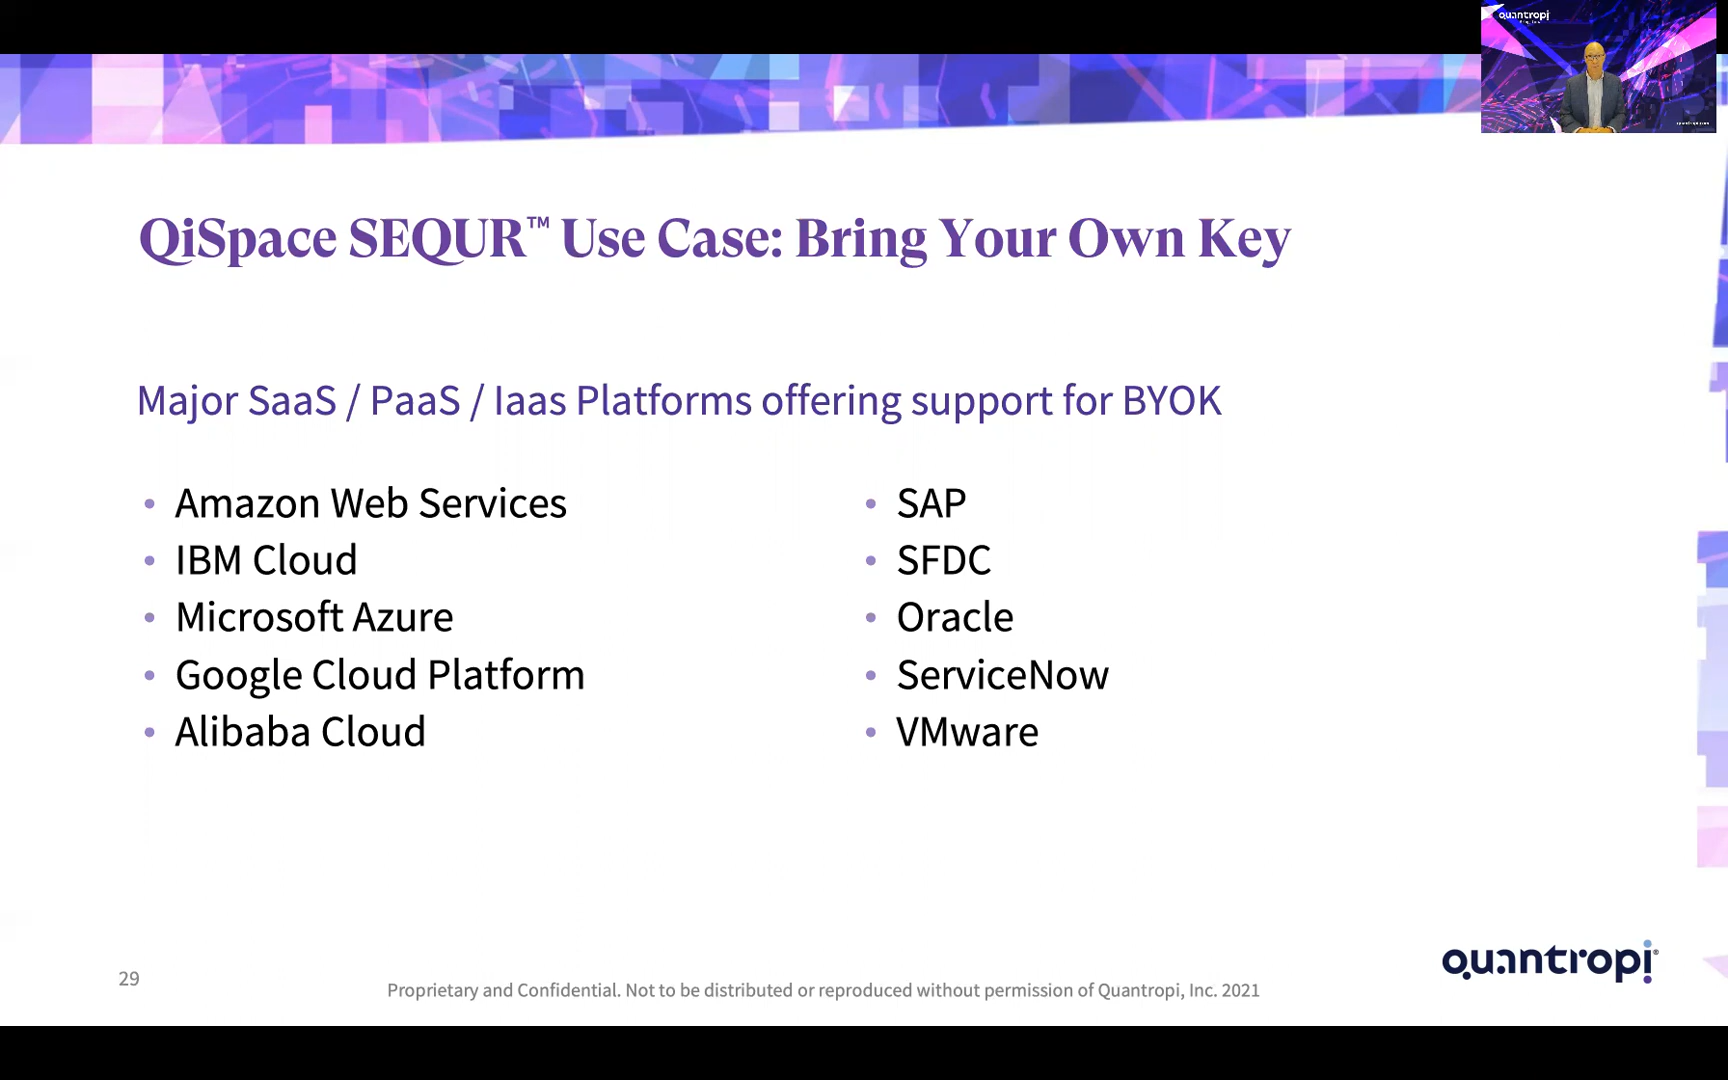 quantropi
QiSpace SEQUR™ Use Case: Bring Your Own Key
Major SaaS / PaaS / Iaas Platforms offering support for BYOK
• Amazon Web Services
• IBM Cloud
• Microsoft Azure
• Google Cloud Platform
• Alibaba Cloud
• SAP
• SFDC
• Oracle
• ServiceNow
• VMware
29
Proprietary and Confidential. Not to be distributed or reproduced without permission of Quantropi, Inc. 2021
quantropi®